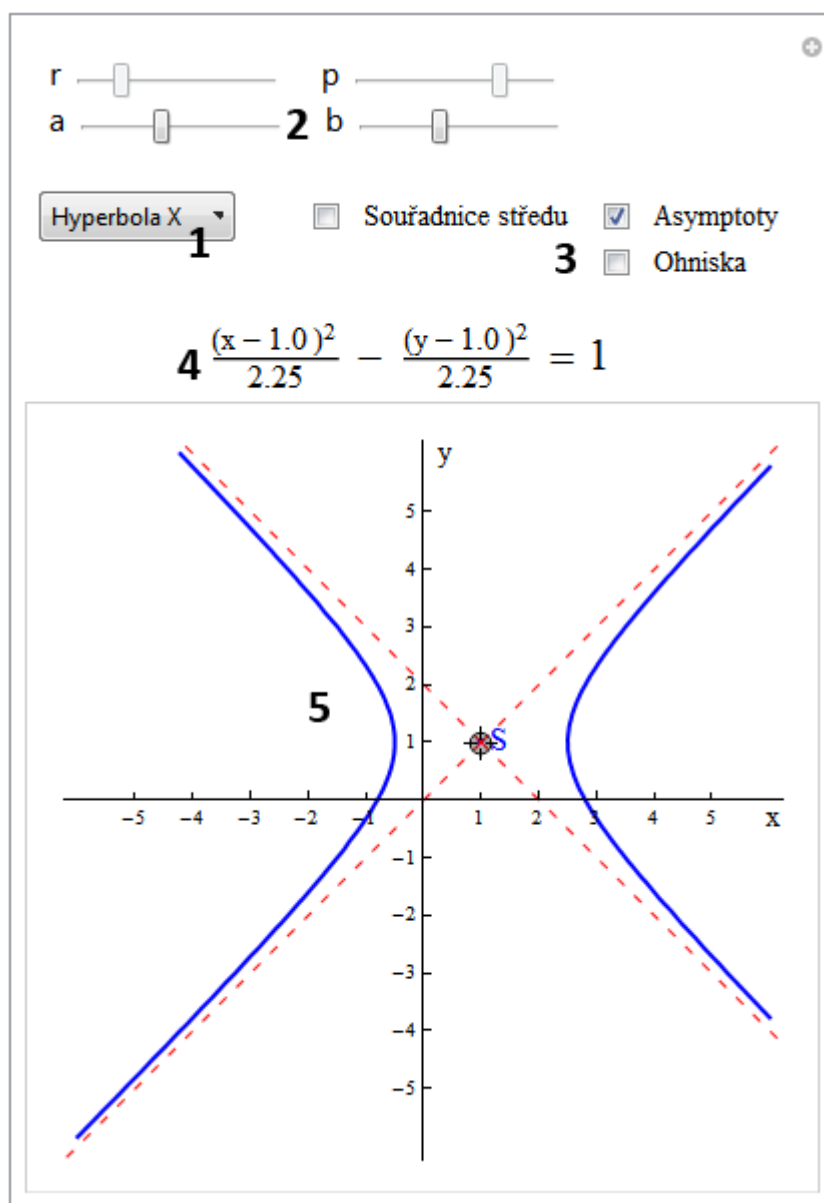 r p
a 2 b
Hyperbola X 1 Souřadnice středu Asymptoty
3 Ohniska
4 (x – 1.0 )²/2.25 – (y – 1.0 )²/2.25 = 1
y
5
4
3
2
5
1 S
–5 –4 –3 –2 –1 1 2 3 4 5 x
–1
–2
–3
–4
–5